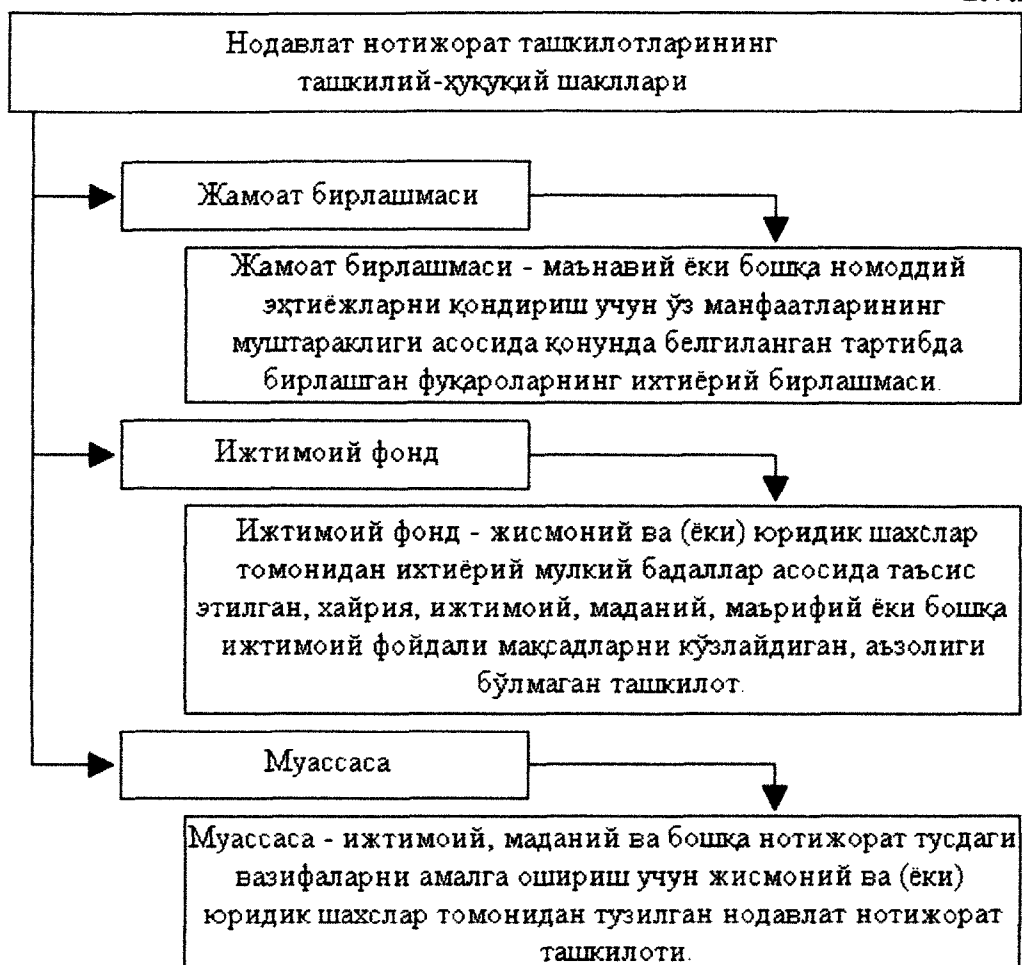 Нодавлат нотижорат ташкилотларининг
ташкилий-ҳуқуқий шакллари
Жамоат бирлашмаси
Жамоат бирлашмаси - маънавий ёки бошқа номоддий
эҳтиёжларни қондириш учун ўз манфаатларининг
муштараклиги асосида қонунда белгиланган тартибда
бирлашган фуқароларнинг ихтиёрий бирлашмаси.
Ижтимоий фонд
Ижтимоий фонд - жисмоний ва (ёки) юридик шахслар
томонидан ихтиёрий мулкий бадаллар асосида таъсис
этилган, хайрия, ижтимоий, маданий, маърифий ёки бошқа
ижтимоий фойдали мақсадларни кўзлайдиган, аъзолиги
бўлмаган ташкилот.
Муассаса
Муассаса - ижтимоий, маданий ва бошқа нотижорат тусдаги
вазифаларни амалга ошириш учун жисмоний ва (ёки)
юридик шахслар томонидан тузилган нодавлат нотижорат
ташкилоти.